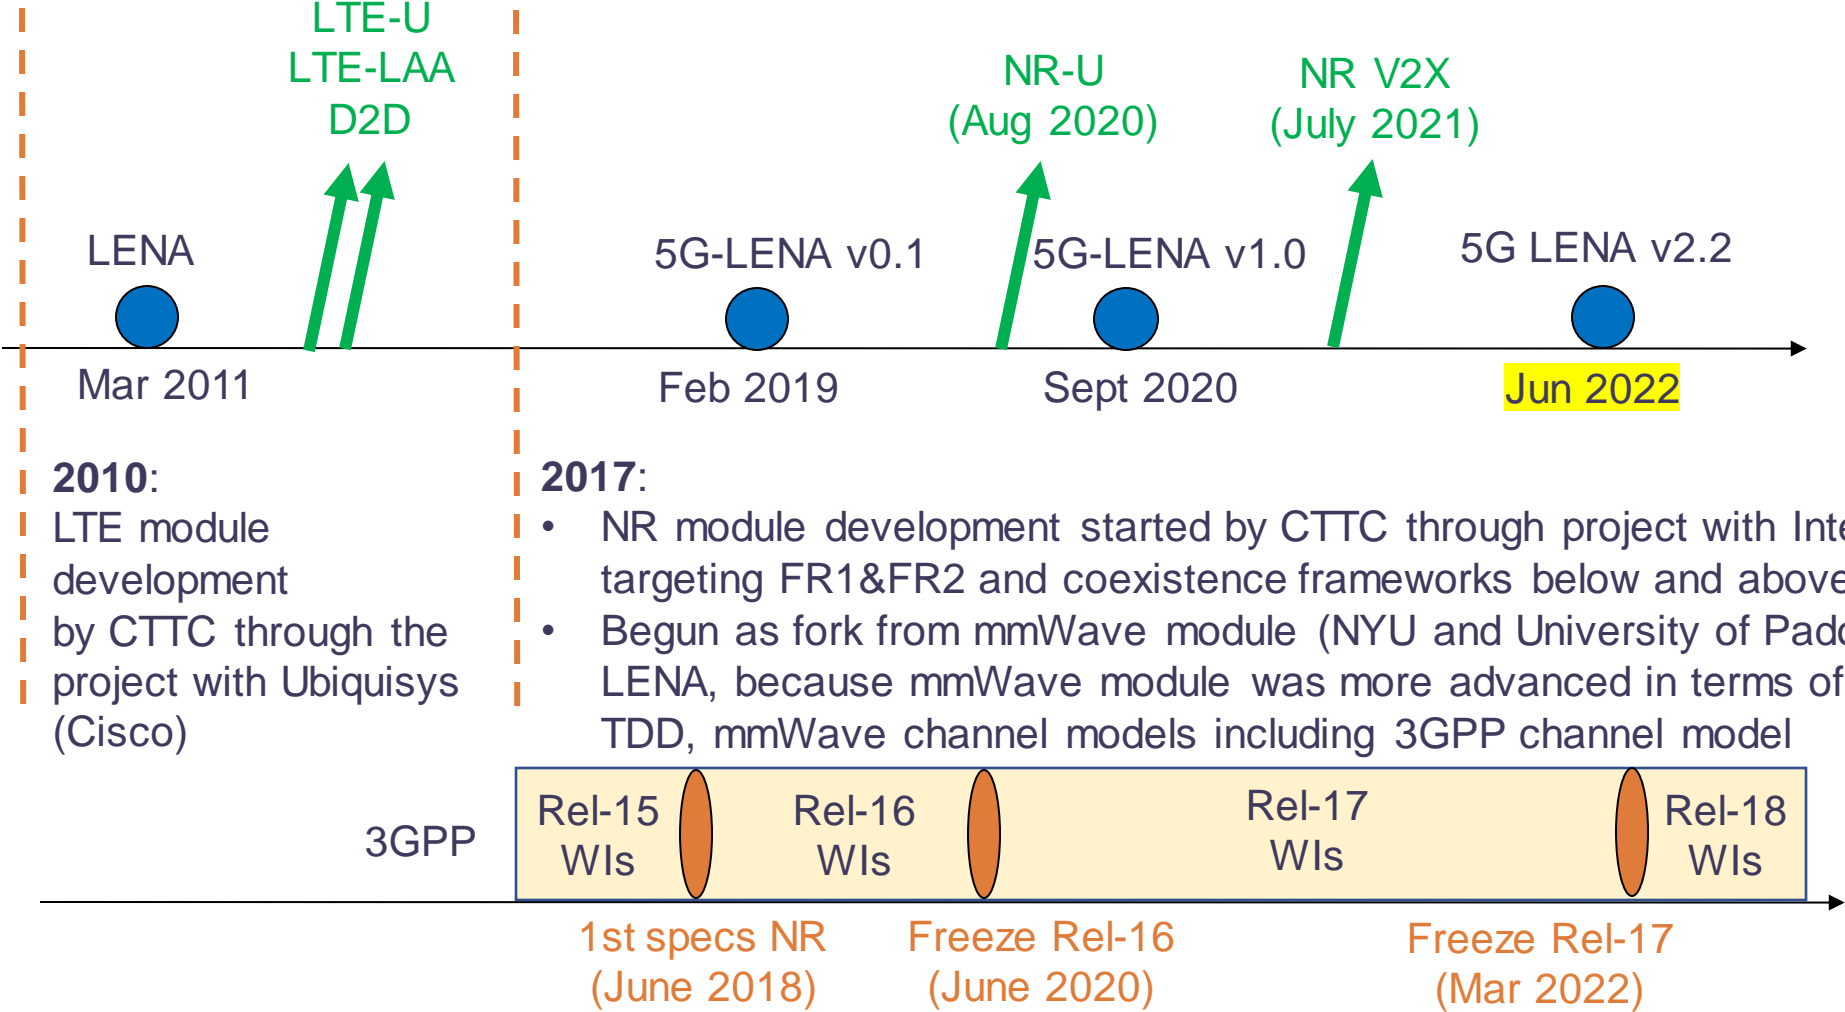 LTE-U
LTE-LAA
D2D
NR-U
(Aug 2020)
NR V2X
(July 2021)
LENA
5G-LENA v0.1
5G-LENA v1.0
5G LENA v2.2
Mar 2011
Feb 2019
Sept 2020
Jun 2022
2010:
LTE module
development
by CTTC through the
project with Ubiquisys
(Cisco)
2017:
• NR module development started by CTTC through project with
targeting FR1&FR2 and coexistence frameworks below and above
• Begun as fork from mmWave module (NYU and University of
LENA, because mmWave module was more advanced in terms of
TDD, mmWave channel models including 3GPP channel model
3GPP
Rel-15
WIs
Rel-16
WIs
Rel-17
WIs
Rel-18
WIs
1st specs NR
(June 2018)
Freeze Rel-16
(June 2020)
Freeze Rel-17
(Mar 2022)